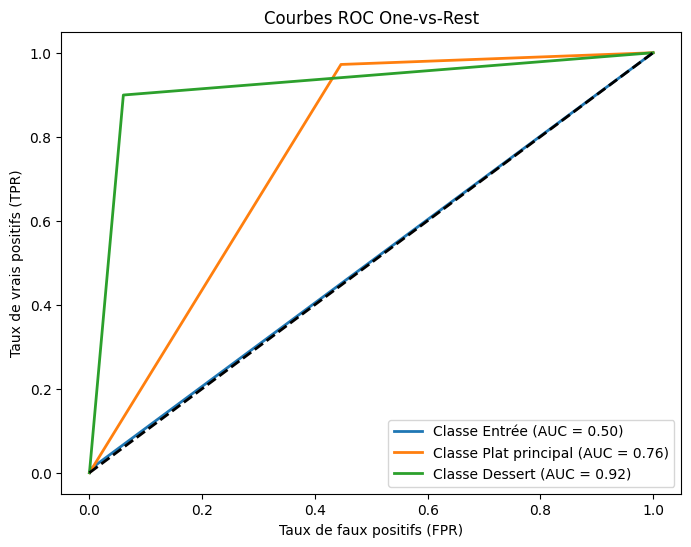 Courbes ROC One-vs-Rest
Taux de vrais positifs (TPR)
1.0
0.8
0.6
0.4
0.2
0.0
0.0 0.2 0.4 0.6 0.8 1.0
Taux de faux positifs (FPR)
Classe Entrée (AUC = 0.50)
Classe Plat principal (AUC = 0.76)
Classe Dessert (AUC = 0.92)